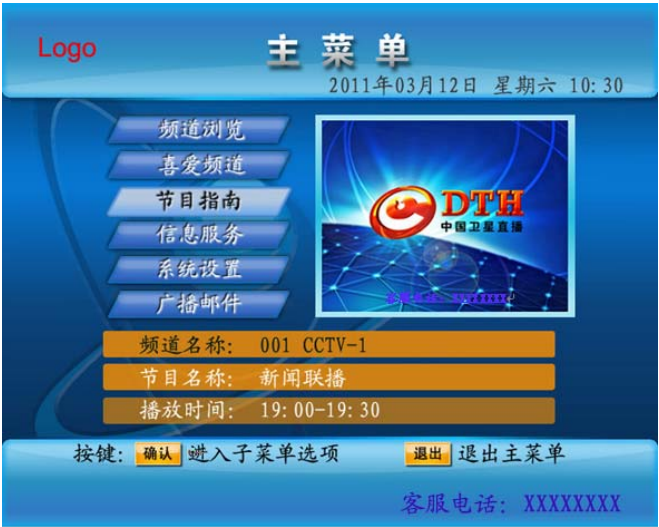 Logo
主菜单
2011年03月12日 星期六 10:30
频道浏览
喜爱频道
节目指南
信息服务
系统设置
广播邮件
DTH
中国卫星直播
客服电话: XXXXXXXX
频道名称: 001 CCTV-1
节目名称: 新闻联播
播放时间: 19:00-19:30
按键: 确认 进入子菜单选项 退出 退出主菜单
客服电话: XXXXXXXX